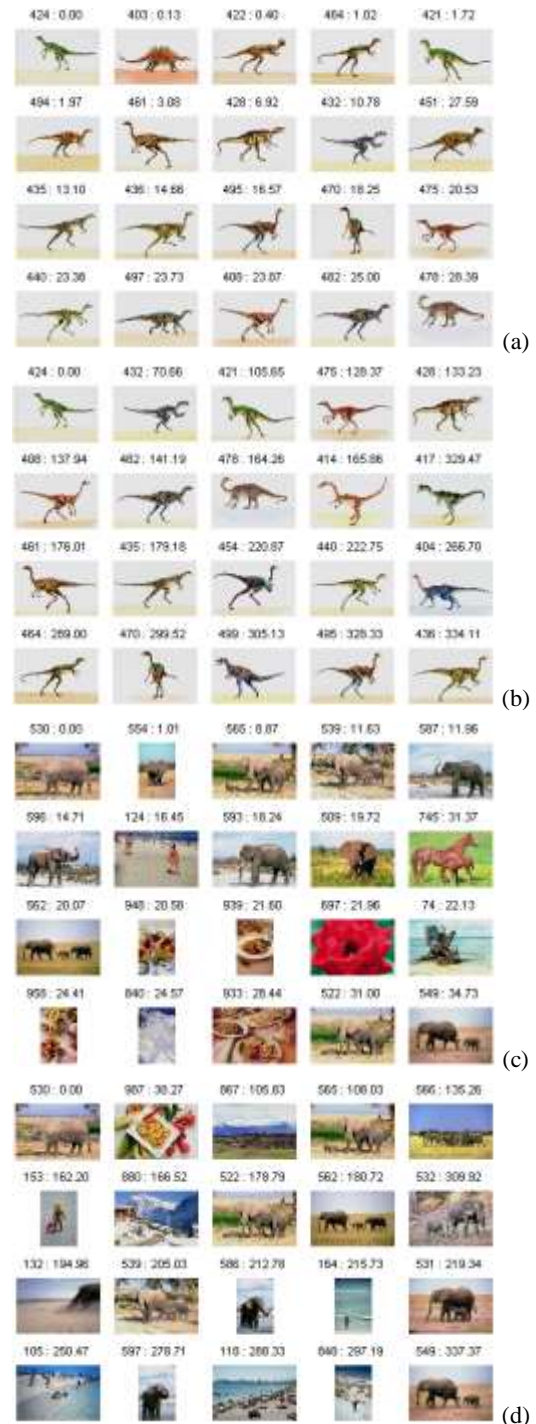 424 : 0.00 403 : 0.13 422 : 0.40 464 : 1.02 421 : 1.72
494 : 1.97 461 : 3.08 428 : 6.92 432 : 10.78 451 : 27.59
435 : 13.10 436 : 14.66 495 : 16.57 470 : 18.25 475 : 20.53
440 : 23.36 497 : 23.73 408 : 23.87 482 : 25.00 478 : 28.39
(a)
424 : 0.00 432 : 70.66 421 : 105.65 475 : 128.37 428 : 133.23
408 : 137.94 482 : 141.19 478 : 164.26 414 : 165.86 417 : 329.47
461 : 176.01 435 : 179.18 454 : 220.87 440 : 222.75 404 : 266.70
464 : 289.00 470 : 299.52 499 : 305.13 495 : 328.33 436 : 334.11
(b)
530 : 0.00 554 : 1.01 565 : 8.87 539 : 11.63 587 : 11.96
596 : 14.71 124 : 16.45 593 : 18.24 509 : 19.72 745 : 31.37
562 : 20.07 948 : 20.58 939 : 21.60 697 : 21.96 74 : 22.13
958 : 24.41 840 : 24.57 933 : 28.44 522 : 31.00 549 : 34.73
(c)
530 : 0.00 987 : 38.27 867 : 105.83 565 : 108.03 566 : 135.26
153 : 162.20 880 : 166.52 522 : 178.79 562 : 180.72 532 : 309.92
132 : 194.96 539 : 205.03 586 : 212.78 164 : 215.73 531 : 219.34
105 : 250.47 597 : 278.71 116 : 288.33 848 : 297.19 549 : 337.37
(d)